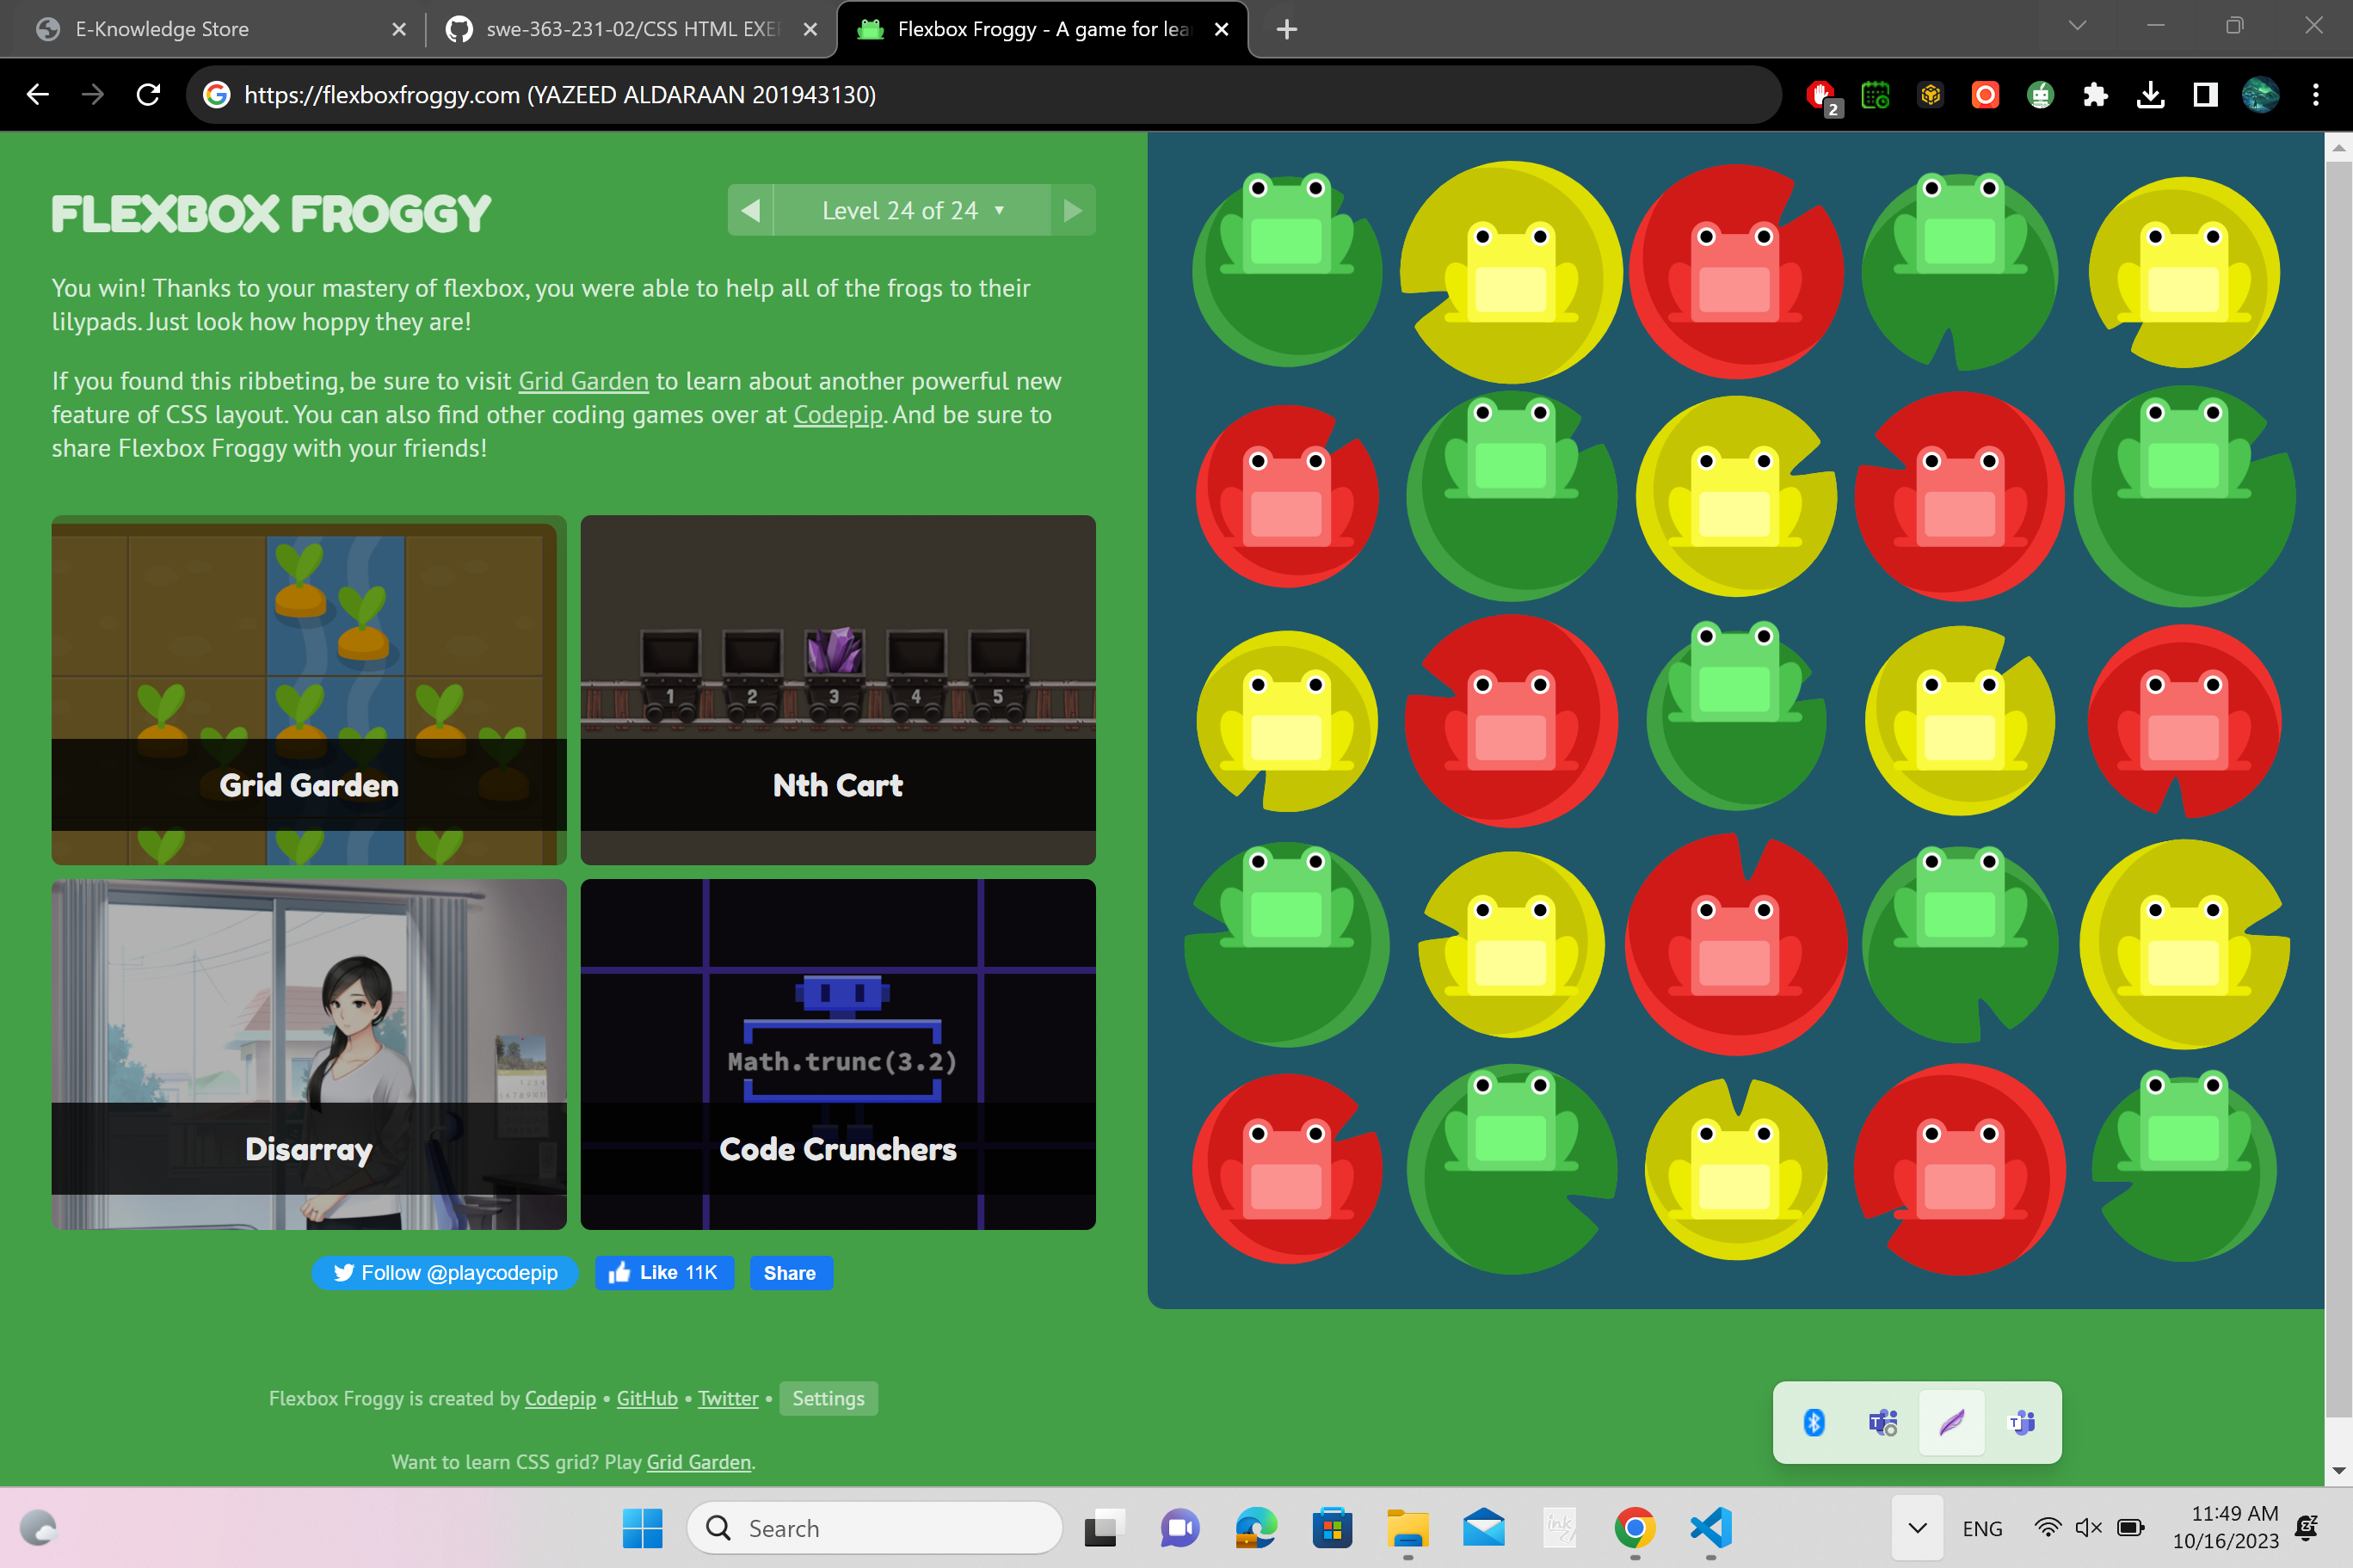 E-Knowledge Store
swe-363-231-02/CSS HTML EXE
Flexbox Froggy - A game for lea
https://flexboxfroggy.com (YAZEED ALDARAAN 201943130)
2
FLEXBOX FROGGY
Level 24 of 24 ▼
You win! Thanks to your mastery of flexbox, you were able to help all of the frogs to their
lilypads. Just look how hoppy they are!
If you found this ribbeting, be sure to visit Grid Garden to learn about another powerful new
feature of CSS layout. You can also find other coding games over at Codepip. And be sure to
share Flexbox Froggy with your friends!
1 2 3 4 5
Grid Garden
Nth Cart
Math.trunc(3.2)
Disarray
Code Crunchers
Follow @playcodepip
Like 11K
Share
Flexbox Froggy is created by Codepip • GitHub • Twitter • Settings
Want to learn CSS grid? Play Grid Garden.
Search
ENG
11:49 AM
10/16/2023